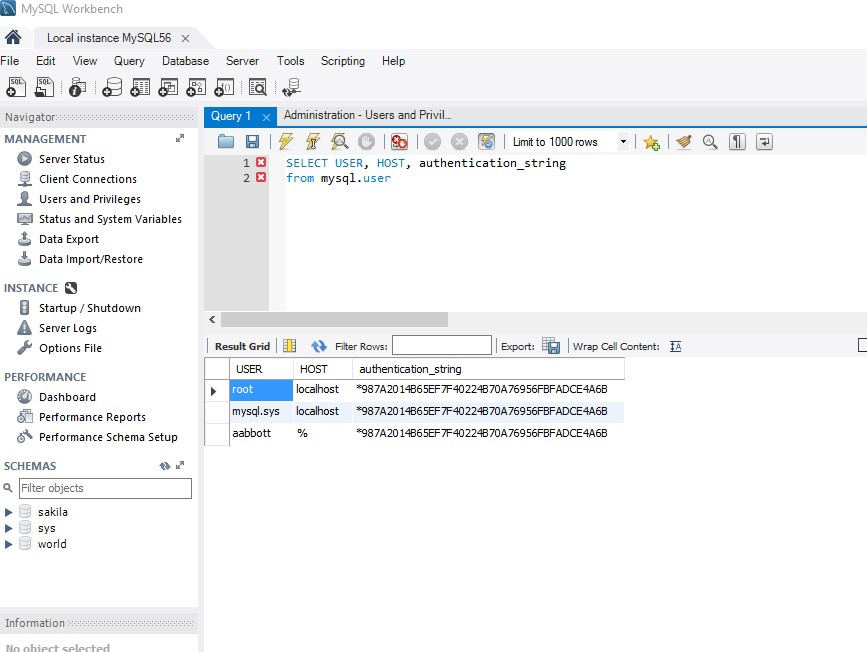 MySQL Workbench
Local instance MySQL56
File Edit View Query Database Server Tools Scripting Help
Navigator
MANAGEMENT
Server Status
Client Connections
Users and Privileges
Status and System Variables
Data Export
Data Import/Restore
INSTANCE
Startup / Shutdown
Server Logs
Options File
PERFORMANCE
Dashboard
Performance Reports
Performance Schema Setup
SCHEMAS
Filter objects
sakila
sys
world
Information
No object selected
Query 1 Administration - Users and Privil...
Limit to 1000 rows
1 SELECT USER, HOST, authentication_string
2 from mysql.user
Result Grid Filter Rows: Export: Wrap Cell Content:
USER HOST authentication_string
root localhost *987A2014B65EF7F40224B70A76956FBFADCE4A6B
mysql.sys localhost *987A2014B65EF7F40224B70A76956FBFADCE4A6B
aabbott % *987A2014B65EF7F40224B70A76956FBFADCE4A6B